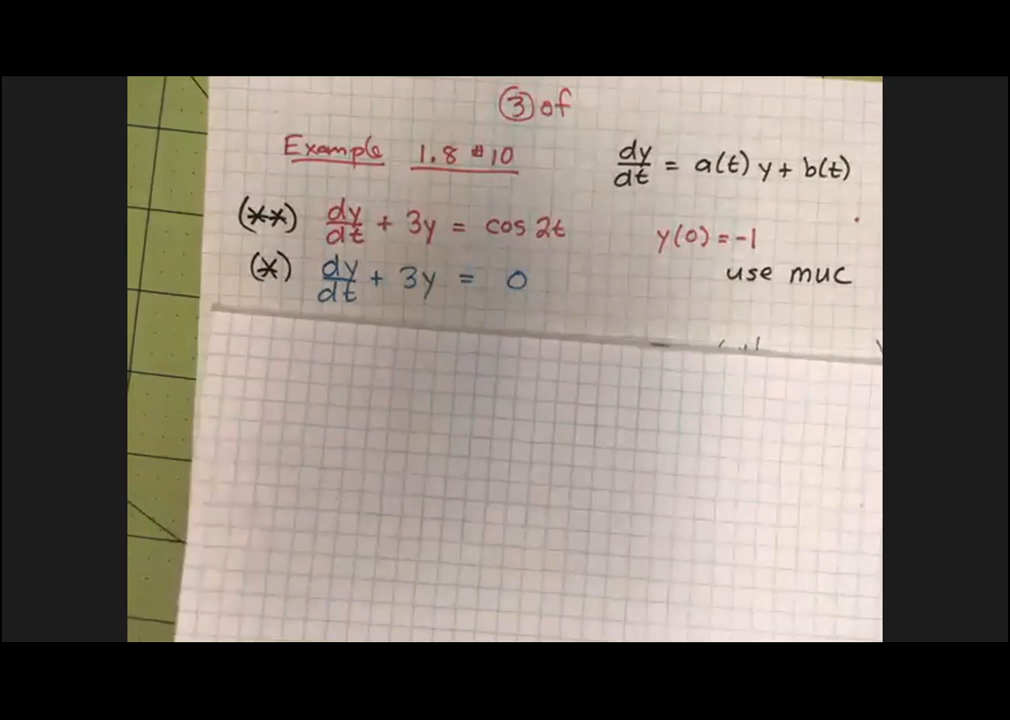 ③ of
Example 1.8 #10
dy/dt = a(t) y + b(t)
(**) dy/dt + 3y = cos 2t
y(0) = -1
(*) dy/dt + 3y = 0
use muc